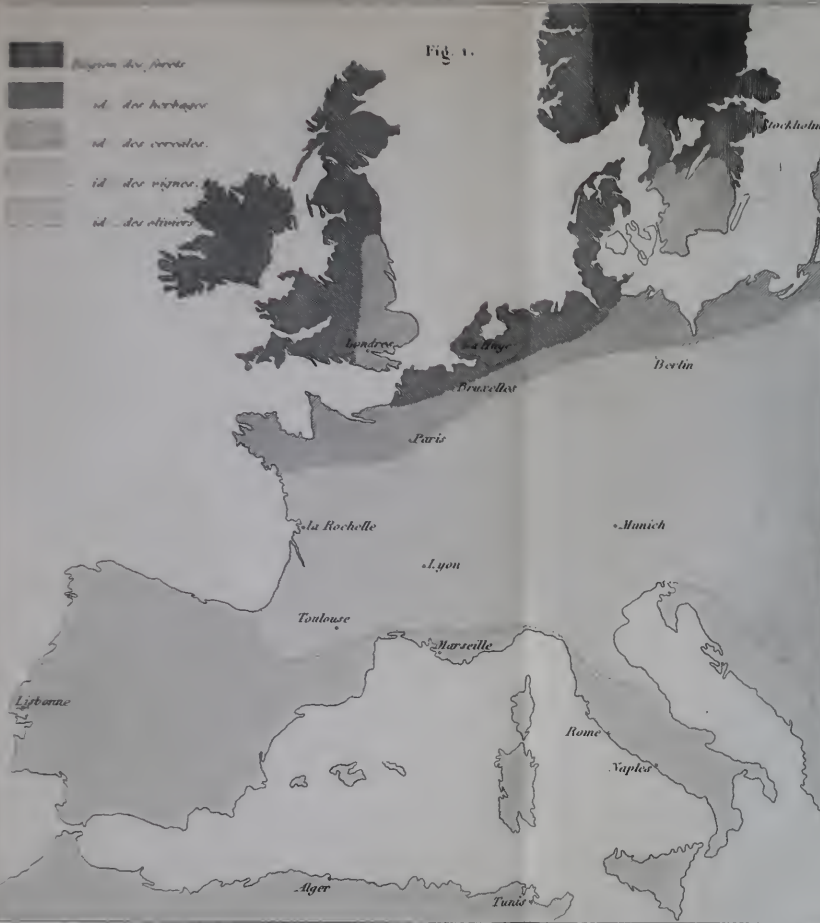 Fig. 1.
Région des forêts
id. des herbages
id. des céréales.
id. des vignes.
id. des oliviers
Stockholm
Londres
La Haye
Berlin
Bruxelles
Paris
La Rochelle
Munich
Lyon
Toulouse
Marseille
Lisbonne
Rome
Naples
Alger
Tunis